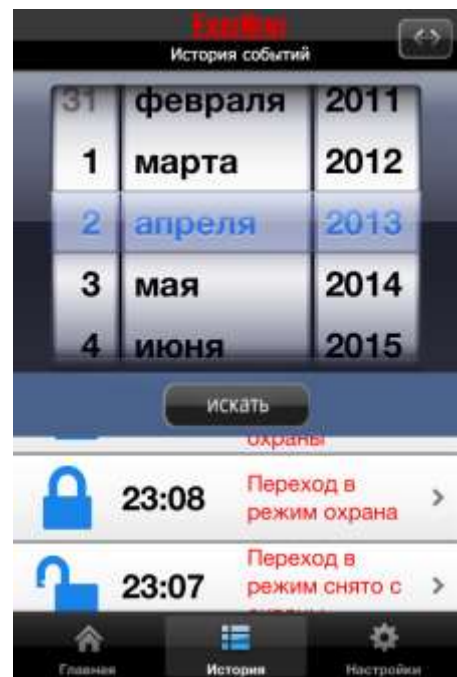 История событий
31 февраля 2011
1 марта 2012
2 апреля 2013
3 мая 2014
4 июня 2015
искать
охраны
23:08 Переход в
режим охрана
23:07 Переход в
режим снято с
охраны
Главная История Настройки